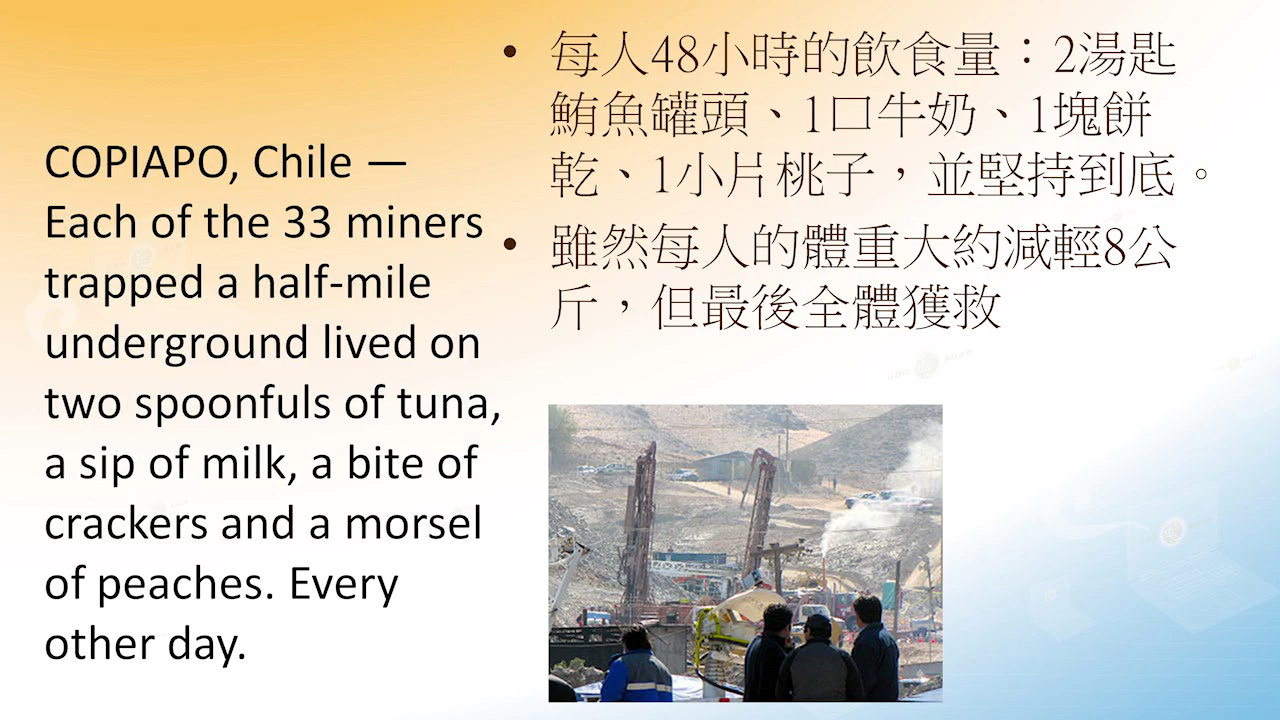 COPIAPO, Chile —
Each of the 33 miners
trapped a half-mile
underground lived on
two spoonfuls of tuna,
a sip of milk, a bite of
crackers and a morsel
of peaches. Every
other day.
• 每人48小時的飲食量：2湯匙
鮪魚罐頭、1口牛奶、1塊餅
乾、1小片桃子，並堅持到底。
• 雖然每人的體重大約減輕8公
斤，但最後全體獲救